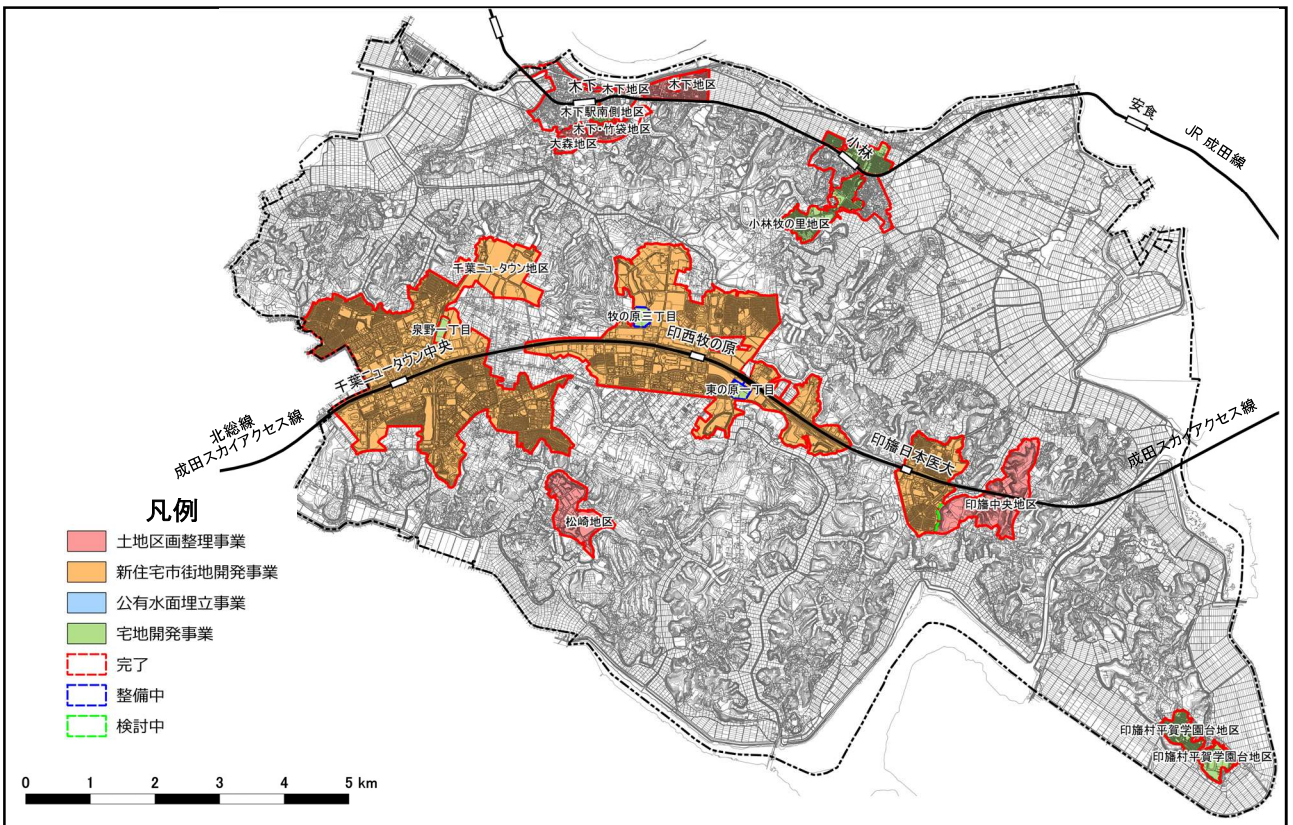 木下
木下地区
木下地区
木下駅南側地区
木下・竹袋地区
大森地区
安食
JR 成田線
小林
小林牧の里地区
千葉ニュータウン地区
牧の原三丁目
泉野一丁目
印西牧の原
千葉ニュータウン中央
東の原一丁目
北総線
成田スカイアクセス線
印旛日本医大
成田スカイアクセス線
印旛中央地区
松崎地区
凡例
土地区画整理事業
新住宅市街地開発事業
公有水面埋立事業
宅地開発事業
完了
整備中
検討中
印旛村平賀学園台地区
印旛村平賀学園台地区
0 1 2 3 4 5 km